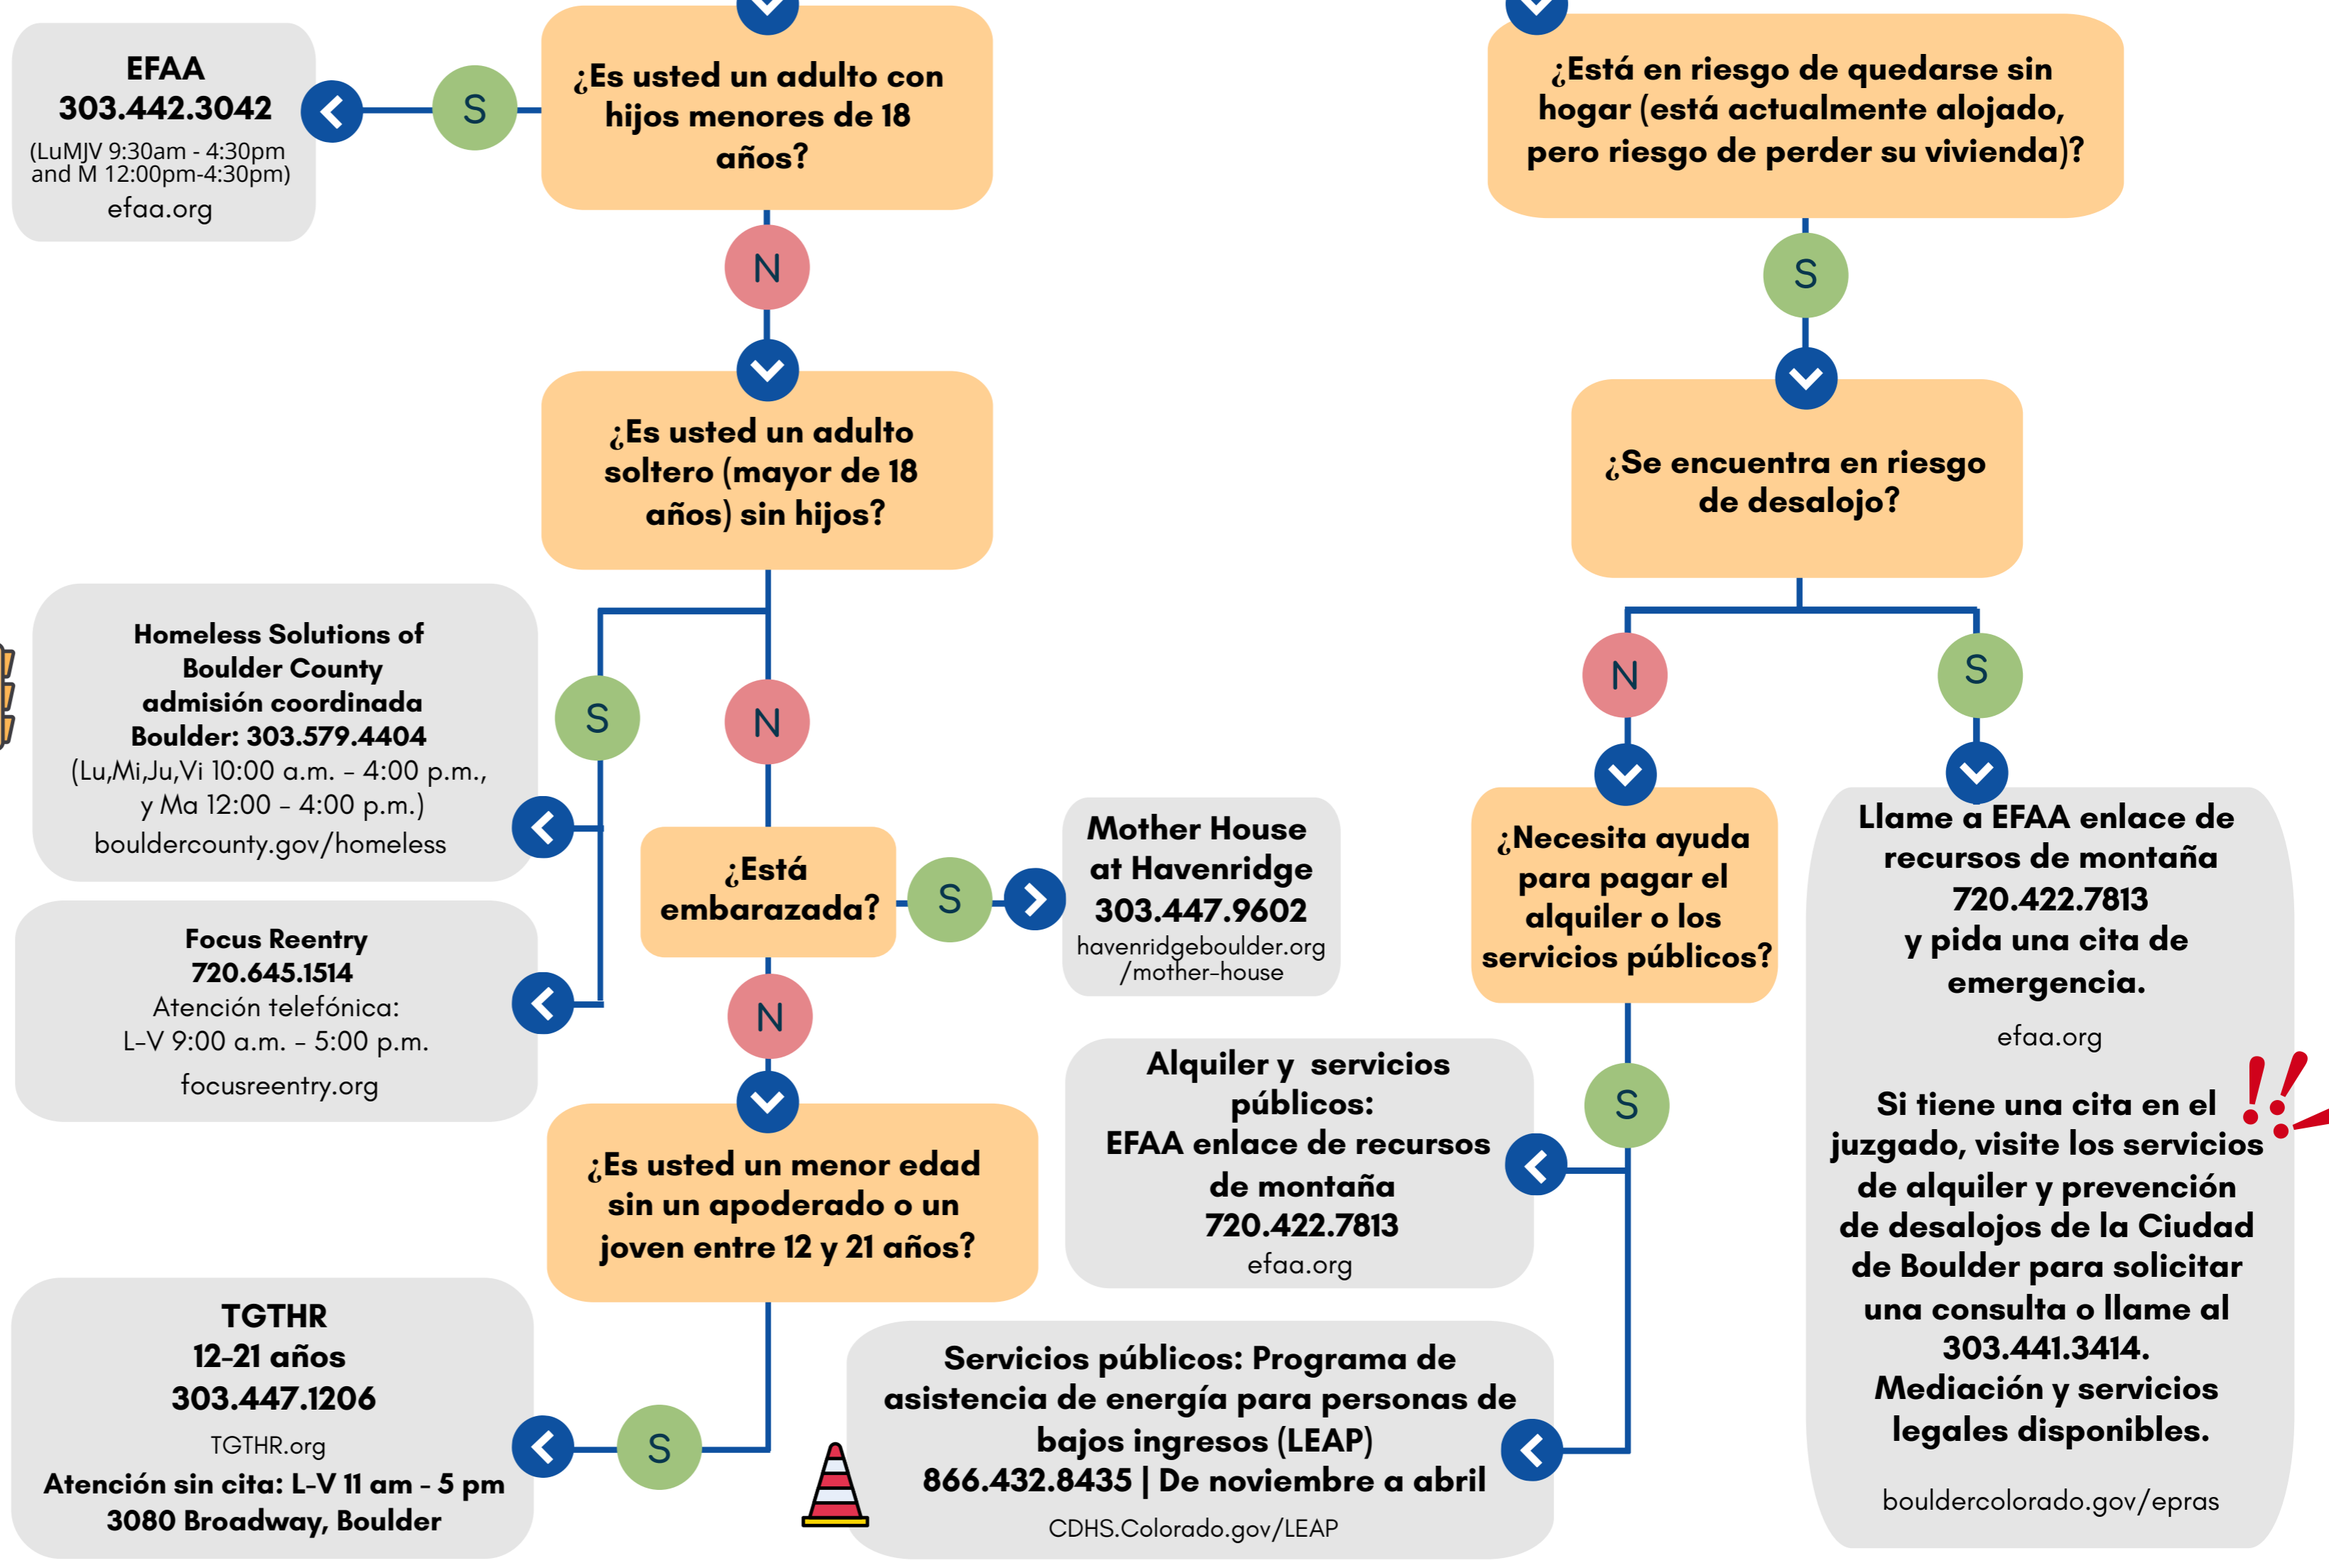 EFAA
303.442.3042
(LuMJV 9:30am - 4:30pm
and M 12:00pm-4:30pm)
efaa.org
S
¿Es usted un adulto con
hijos menores de 18
años?
N
¿Es usted un adulto
soltero (mayor de 18
años) sin hijos?
S
N
Homeless Solutions of
Boulder County
admisión coordinada
Boulder: 303.579.4404
(Lu,Mi,Ju,Vi 10:00 a.m. - 4:00 p.m.,
y Ma 12:00 - 4:00 p.m.)
bouldercounty.gov/homeless
Focus Reentry
720.645.1514
Atención telefónica:
L-V 9:00 a.m. - 5:00 p.m.
focusreentry.org
¿Está
embarazada?
S
Mother House
at Havenridge
303.447.9602
havenridgeboulder.org
/mother-house
N
¿Es usted un menor edad
sin un apoderado o un
joven entre 12 y 21 años?
S
TGTHR
12-21 años
303.447.1206
TGTHR.org
Atención sin cita: L-V 11 am - 5 pm
3080 Broadway, Boulder
¿Está en riesgo de quedarse sin
hogar (está actualmente alojado,
pero riesgo de perder su vivienda)?
S
¿Se encuentra en riesgo
de desalojo?
N
S
¿Necesita ayuda
para pagar el
alquiler o los
servicios públicos?
S
Alquiler y servicios
públicos:
EFAA enlace de recursos
de montaña
720.422.7813
efaa.org
Servicios públicos: Programa de
asistencia de energía para personas de
bajos ingresos (LEAP)
866.432.8435 | De noviembre a abril
CDHS.Colorado.gov/LEAP
Llame a EFAA enlace de
recursos de montaña
720.422.7813
y pida una cita de
emergencia.
efaa.org
Si tiene una cita en el
juzgado, visite los servicios
de alquiler y prevención
de desalojos de la Ciudad
de Boulder para solicitar
una consulta o llame al
303.441.3414.
Mediación y servicios
legales disponibles.
bouldercolorado.gov/epras